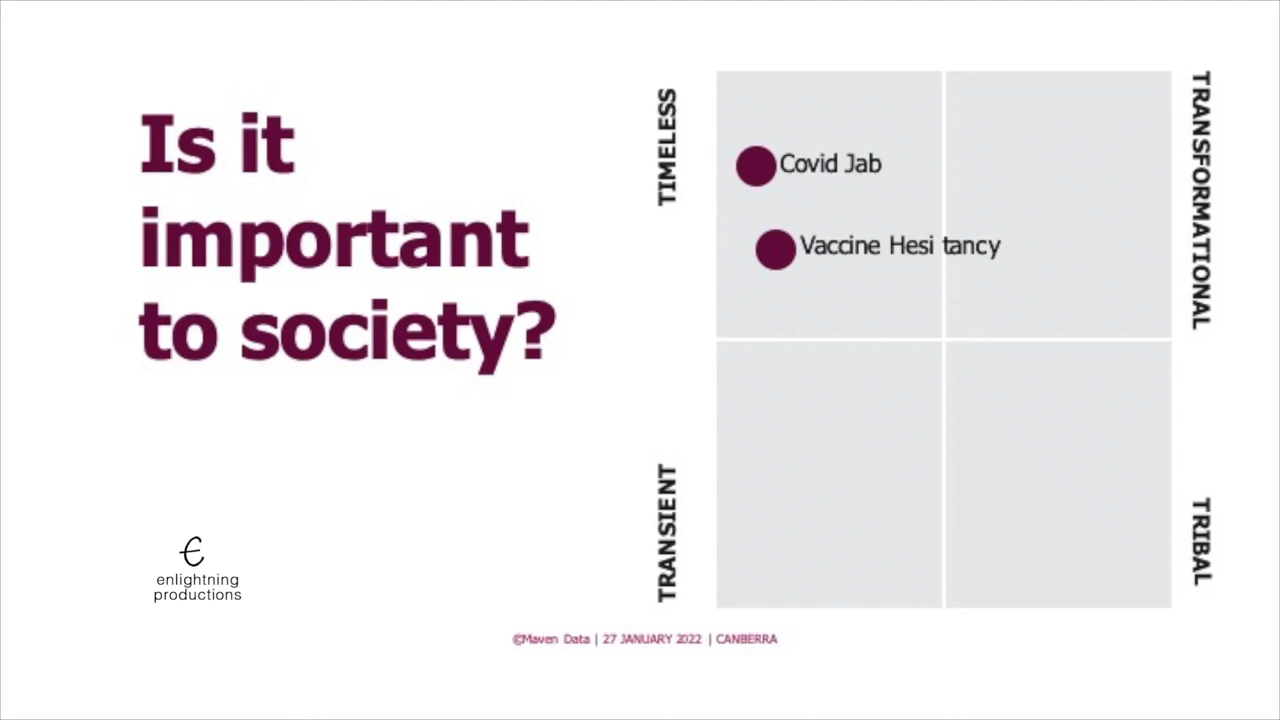 Is it
important
to society?
TIMELESS
TRANSIENT
Covid Jab
Vaccine Hesi tancy
TRANSFORMATIONAL
TRIBAL
enlightning
productions
©Maven Data | 27 JANUARY 2022 | CANBERRA